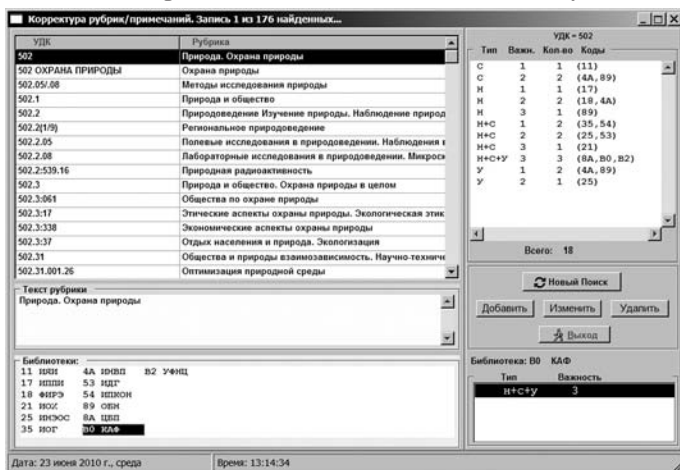 Корректура рубрик/примечаний. Запись 1 из 176 найденных...
УДК Рубрика
502 Природа. Охрана природы
502 ОХРАНА ПРИРОДЫ Охрана природы
502.05/.08 Методы исследования природы
502.1 Природа и общество
502.2 Природоведение Изучение природы. Наблюдение природ
502.2(1/9) Региональное природоведение
502.2.05 Полевые исследования в природоведении. Наблюдения в
502.2.08 Лабораторные исследования в природоведении. Микроск
502.2:539.16 Природная радиоактивность
502.3 Природа и общество. Охрана природы в целом
502.3:061 Общества по охране природы
502.3:17 Этические аспекты охраны природы. Экологическая этик
502.3:338 Экономические аспекты охраны природы
502.3:37 Отдых населения и природа. Экологизация
502.31 Общества и природы взаимозависимость. Научно-техниче
502.31.001.26 Оптимизация природной среды
Текст рубрики
Природа. Охрана природы
Библиотеки:
11 ИЯИ 4А ИНВП В2 УФНЦ
17 ИППИ 53 ИДГ
18 ФИРЭ 54 ИПКОН
21 ИОХ 89 ОБН
25 ИНЭОС 8А ЦБП
35 ИОГ В0 КАФ
УДК = 502
Тип Важн. Кол-во Коды
С 1 1 (11)
С 2 2 (4А,89)
Н 1 1 (17)
Н 2 2 (18,4А)
Н 3 1 (89)
Н+С 1 2 (35,54)
Н+С 2 2 (25,53)
Н+С 3 1 (21)
Н+С+У 3 3 (8А,В0,В2)
У 1 2 (4А,89)
У 2 1 (25)
Всего: 18
Новый Поиск
Добавить Изменить Удалить
Выход
Библиотека: В0 КАФ
Тип Важность
Н+С+У 3
Дата: 23 июня 2010 г., среда Время: 13:14:34